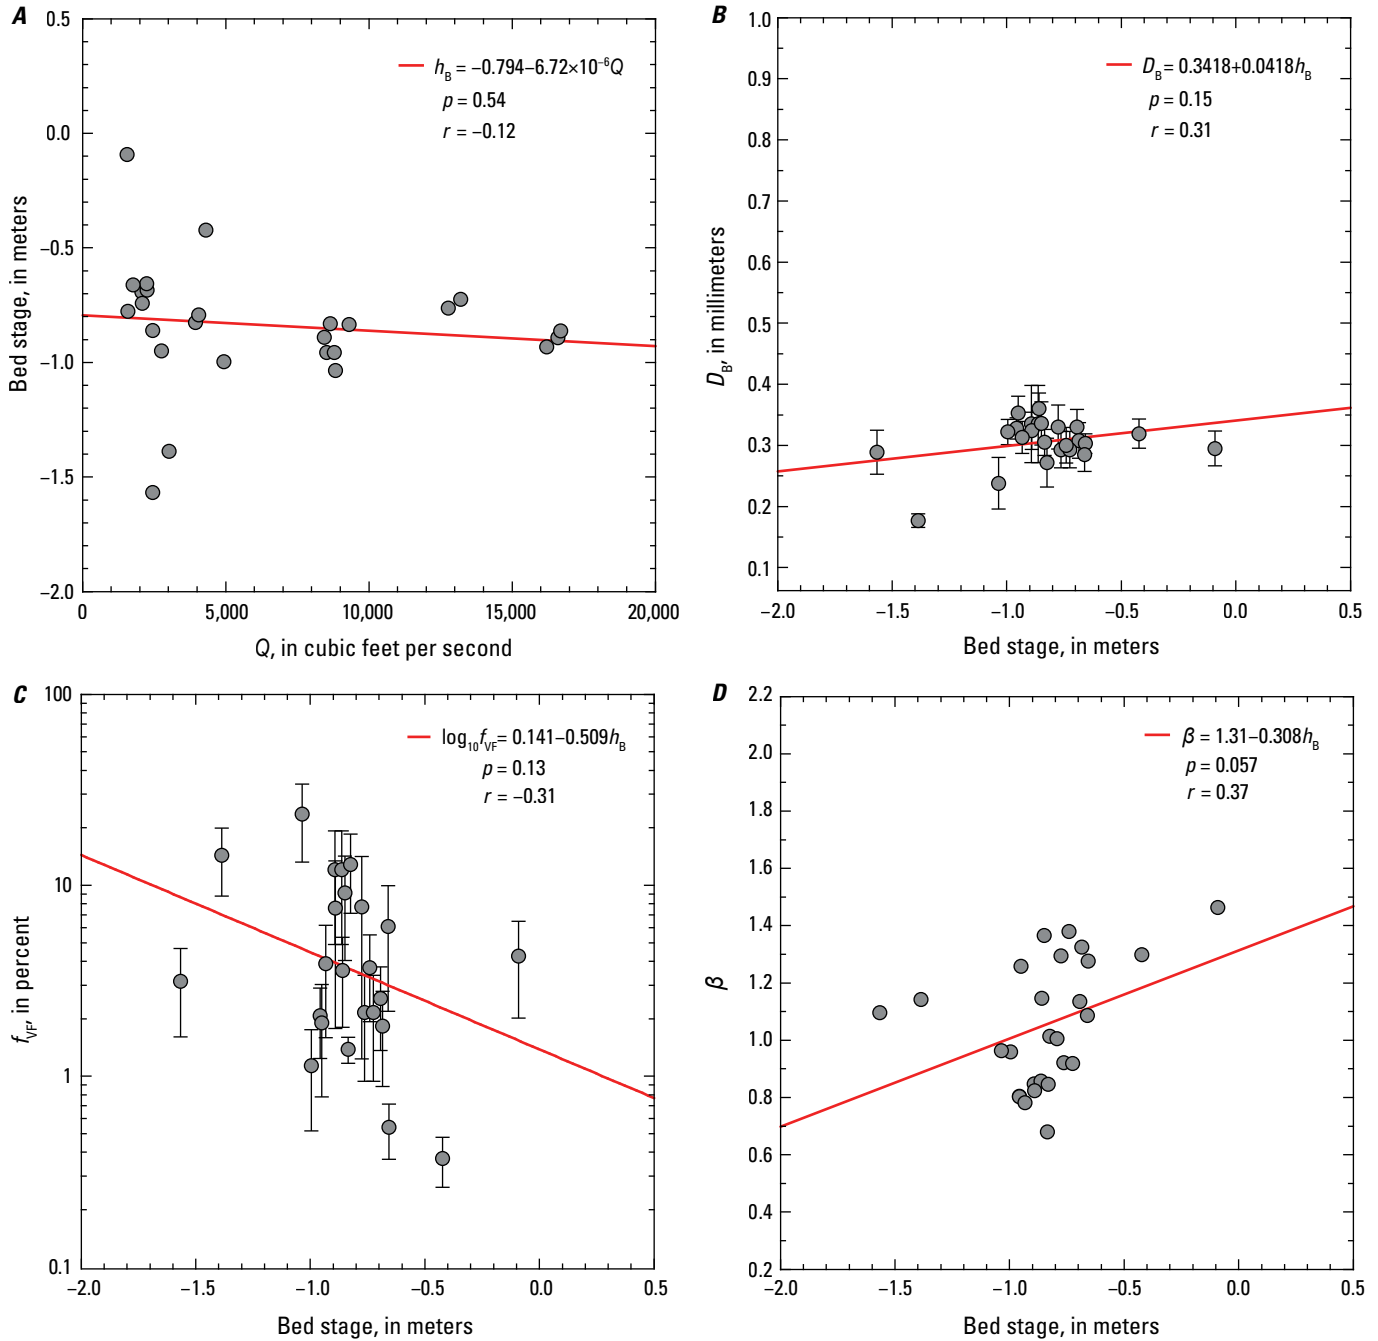 A
h_B = −0.794−6.72×10⁻⁶Q
p = 0.54
r = −0.12
0.5
0.0
−0.5
−1.0
−1.5
−2.0
Bed stage, in meters
0 5,000 10,000 15,000 20,000
Q, in cubic feet per second
B
D_B = 0.3418+0.0418h_B
p = 0.15
r = 0.31
1.0
0.9
0.8
0.7
0.6
0.5
0.4
0.3
0.2
0.1
D_B, in millimeters
−2.0 −1.5 −1.0 −0.5 0.0 0.5
Bed stage, in meters
C
log₁₀f_VF = 0.141−0.509h_B
p = 0.13
r = −0.31
100
10
1
0.1
f_VF, in percent
−2.0 −1.5 −1.0 −0.5 0.0 0.5
Bed stage, in meters
D
β = 1.31−0.308h_B
p = 0.057
r = 0.37
2.2
2.0
1.8
1.6
1.4
1.2
1.0
0.8
0.6
0.4
0.2
β
−2.0 −1.5 −1.0 −0.5 0.0 0.5
Bed stage, in meters